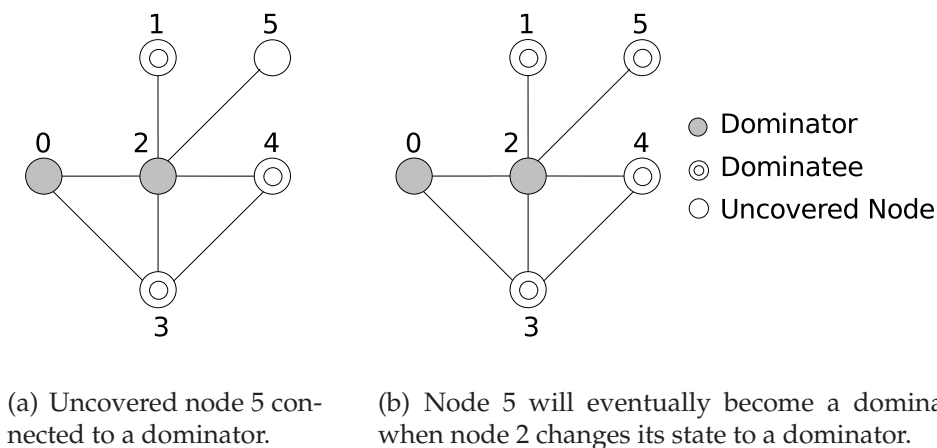 1
5
2
0
4
3
1
5
2
0
4
3
Dominator
Dominatee
Uncovered Node
(a) Uncovered node 5 con-
nected to a dominator.
(b) Node 5 will eventually become a
when node 2 changes its state to a dominator.